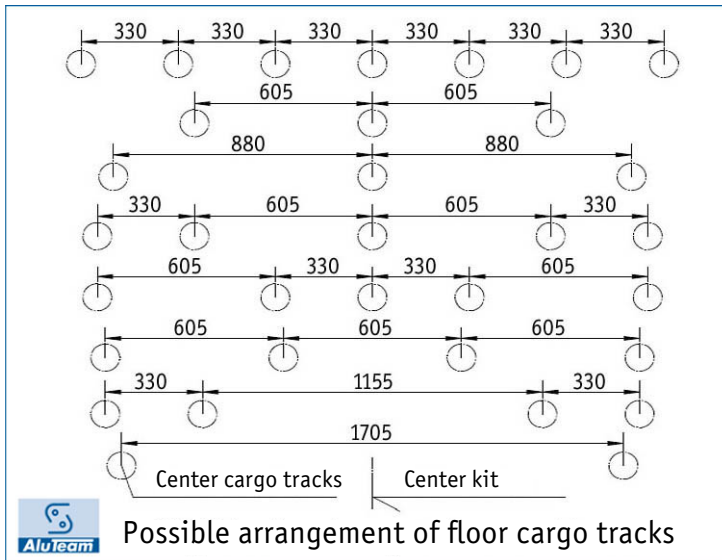 330 330 330 330 330 330
605 605
880 880
330 605 605 330
605 330 330 605
605 605 605
330 1155 330
1705
Center cargo tracks Center kit
AluTeam
Possible arrangement of floor cargo tracks